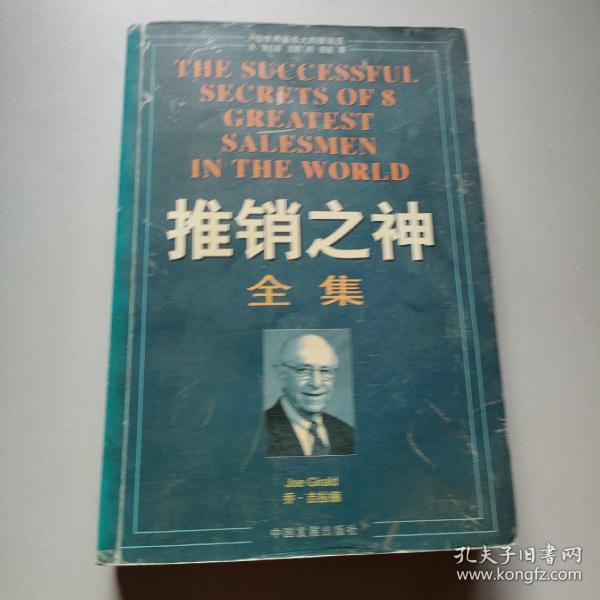 THE SUCCESSFUL
SECRETS OF 8
GREATEST
SALESMEN
IN THE WORLD
推销之神
全集
Joe Girald
乔·吉拉德
中国发展出版社
孔夫子旧书网
www.kongfz.com